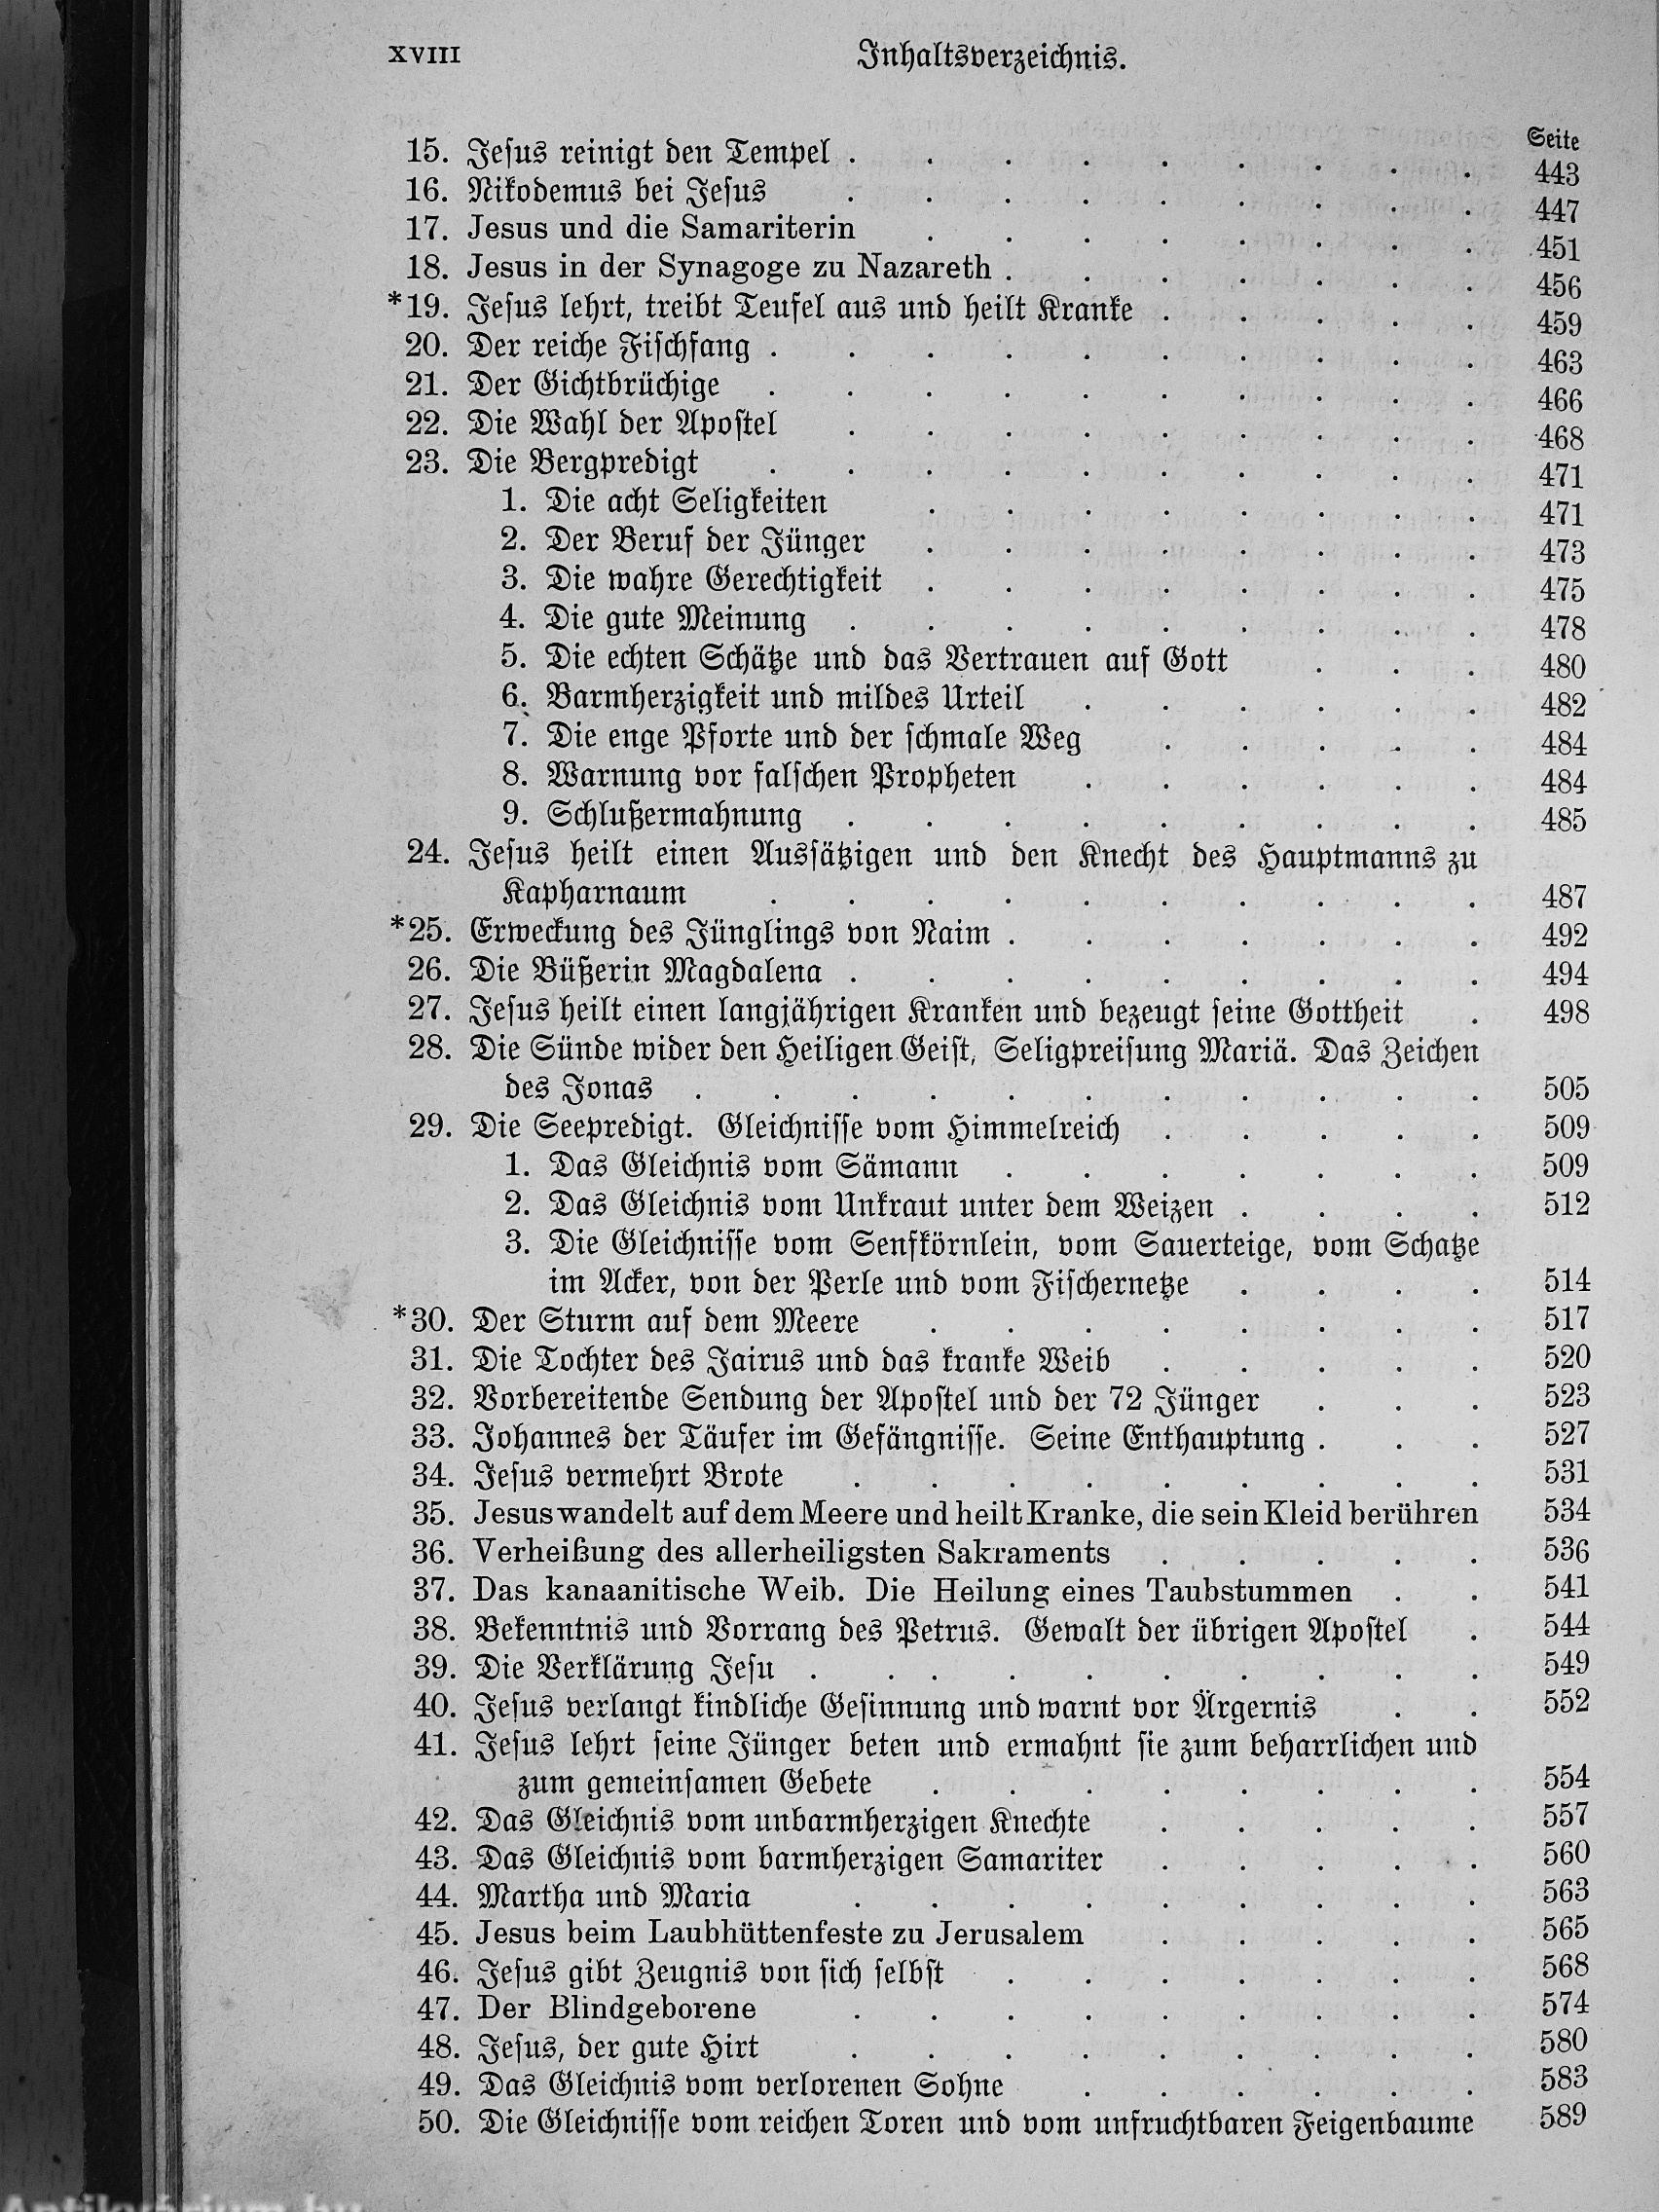 XVIII Inhaltsverzeichnis.
Seite
15. Jesus reinigt den Tempel . . . . . . . . . 443
16. Nikodemus bei Jesus . . . . . . . . . 447
17. Jesus und die Samariterin . . . . . . . . 451
18. Jesus in der Synagoge zu Nazareth . . . . . . . 456
*19. Jesus lehrt, treibt Teufel aus und heilt Kranke . . . . . 459
20. Der reiche Fischfang . . . . . . . . . . 463
21. Der Gichtbrüchige . . . . . . . . . . 466
22. Die Wahl der Apostel . . . . . . . . . 468
23. Die Bergpredigt . . . . . . . . . . 471
1. Die acht Seligkeiten . . . . . . . . 471
2. Der Beruf der Jünger . . . . . . . . 473
3. Die wahre Gerechtigkeit . . . . . . . . 475
4. Die gute Meinung . . . . . . . . . 478
5. Die echten Schätze und das Vertrauen auf Gott . . . 480
6. Barmherzigkeit und mildes Urteil . . . . . . 482
7. Die enge Pforte und der schmale Weg . . . . . 484
8. Warnung vor falschen Propheten . . . . . . 484
9. Schlußermahnung . . . . . . . . . 485
24. Jesus heilt einen Aussätzigen und den Knecht des Hauptmanns zu
Kapharnaum . . . . . . . . . . 487
*25. Erweckung des Jünglings von Naim . . . . . . . 492
26. Die Büßerin Magdalena . . . . . . . . . 494
27. Jesus heilt einen langjährigen Kranken und bezeugt seine Gottheit . 498
28. Die Sünde wider den Heiligen Geist, Seligpreisung Mariä. Das Zeichen
des Jonas . . . . . . . . . . . 505
29. Die Seepredigt. Gleichnisse vom Himmelreich . . . . . 509
1. Das Gleichnis vom Sämann . . . . . . . 509
2. Das Gleichnis vom Unkraut unter dem Weizen . . . . 512
3. Die Gleichnisse vom Senfkörnlein, vom Sauerteige, vom Schatze
im Acker, von der Perle und vom Fischernetze . . . . 514
*30. Der Sturm auf dem Meere . . . . . . . . 517
31. Die Tochter des Jairus und das kranke Weib . . . . . 520
32. Vorbereitende Sendung der Apostel und der 72 Jünger . . . 523
33. Johannes der Täufer im Gefängnisse. Seine Enthauptung . . . 527
34. Jesus vermehrt Brote . . . . . . . . . 531
35. Jesus wandelt auf dem Meere und heilt Kranke, die sein Kleid berühren 534
36. Verheißung des allerheiligsten Sakraments . . . . . 536
37. Das kanaanitische Weib. Die Heilung eines Taubstummen . . 541
38. Bekenntnis und Vorrang des Petrus. Gewalt der übrigen Apostel . 544
39. Die Verklärung Jesu . . . . . . . . . . 549
40. Jesus verlangt kindliche Gesinnung und warnt vor Ärgernis . . 552
41. Jesus lehrt seine Jünger beten und ermahnt sie zum beharrlichen und
zum gemeinsamen Gebete . . . . . . . . 554
42. Das Gleichnis vom unbarmherzigen Knechte . . . . . 557
43. Das Gleichnis vom barmherzigen Samariter . . . . . 560
44. Martha und Maria . . . . . . . . . 563
45. Jesus beim Laubhüttenfeste zu Jerusalem . . . . . 565
46. Jesus gibt Zeugnis von sich selbst . . . . . . . 568
47. Der Blindgeborene . . . . . . . . . 574
48. Jesus, der gute Hirt . . . . . . . . . 580
49. Das Gleichnis vom verlorenen Sohne . . . . . . 583
50. Die Gleichnisse vom reichen Toren und vom unfruchtbaren Feigenbaume 589